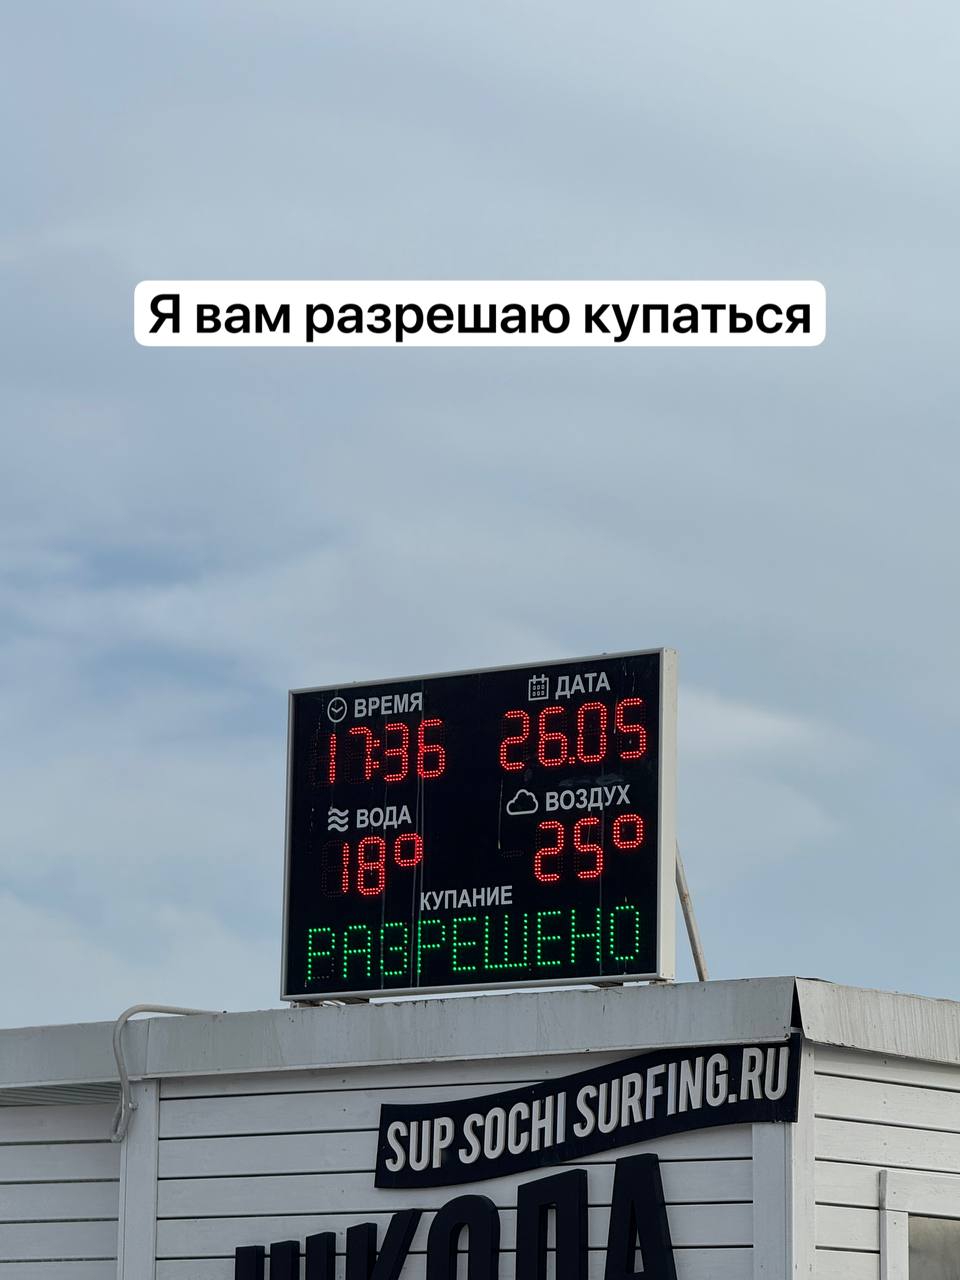 Я вам разрешаю купаться
ВРЕМЯ ДАТА
17:36 26.05
ВОДА ВОЗДУХ
18° 25°
КУПАНИЕ
РАЗРЕШЕНО
SUP SOCHI SURFING.RU
ШКОЛА